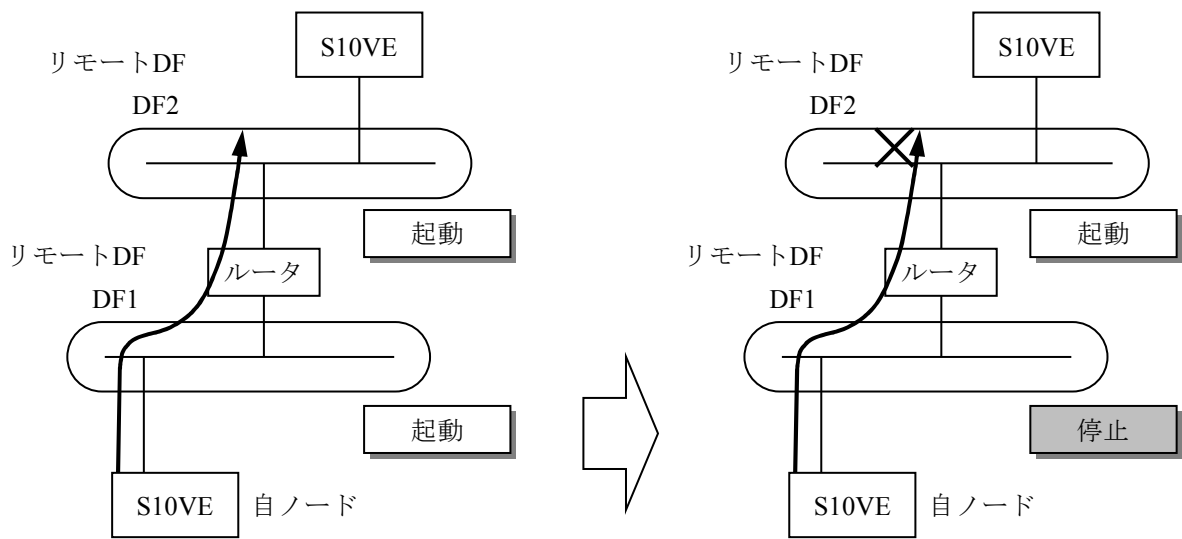 S10VE
リモートDF
DF2
起動
リモートDF
ルータ
DF1
起動
S10VE 自ノード
S10VE
リモートDF
DF2
起動
リモートDF
ルータ
DF1
停止
S10VE 自ノード